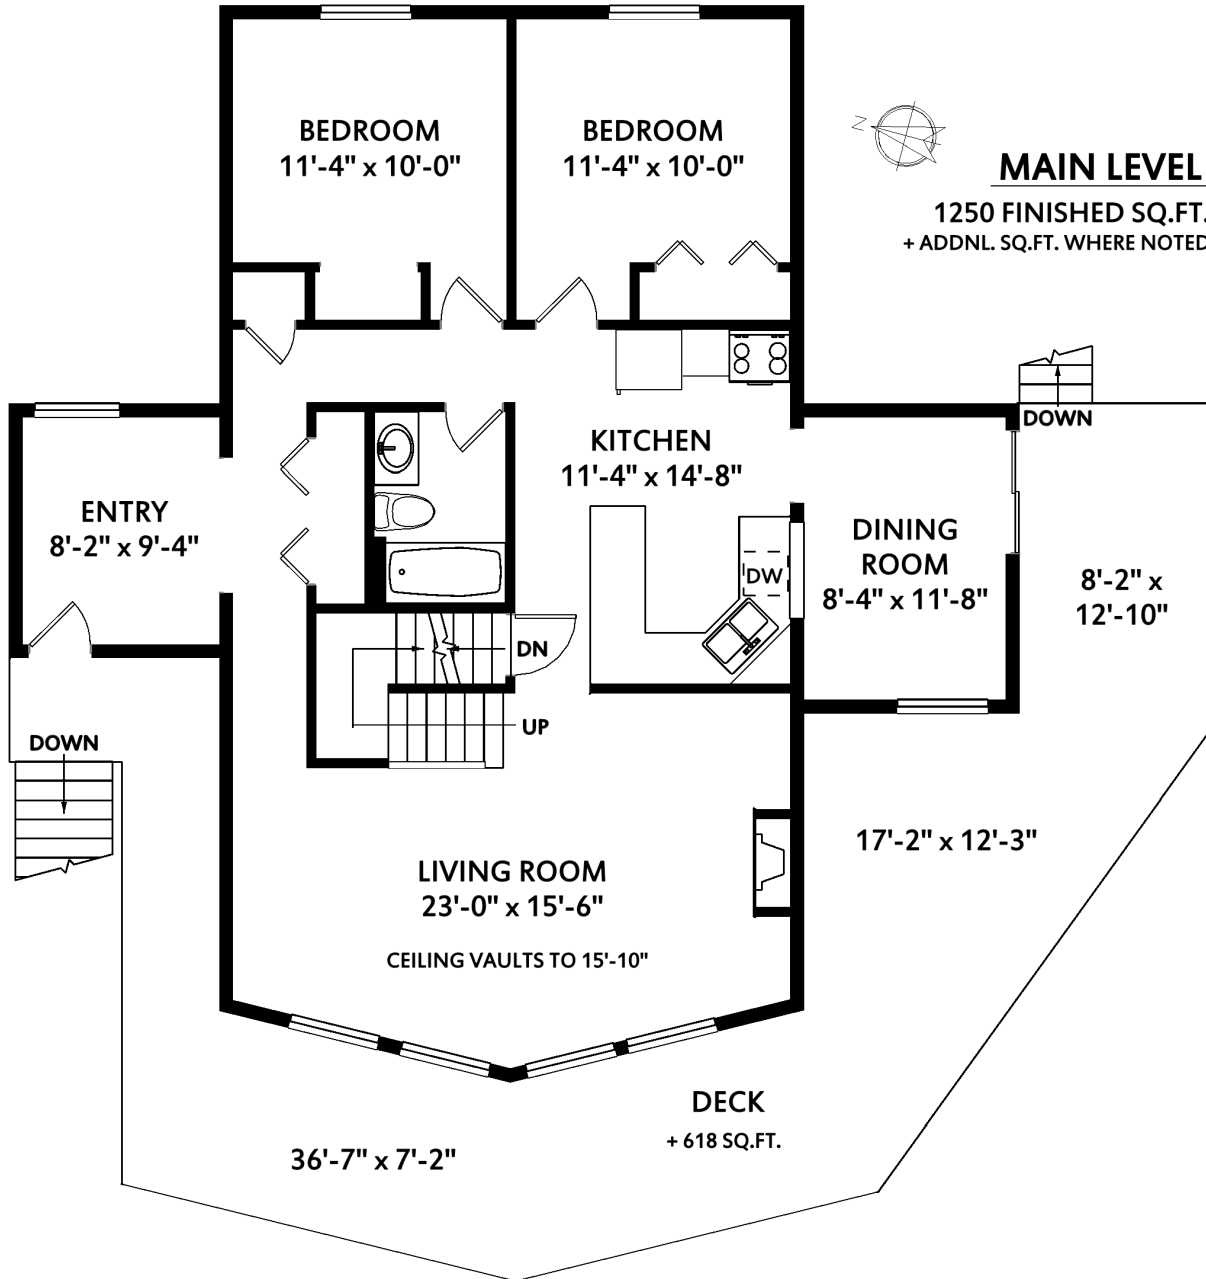 BEDROOM
11'-4" x 10'-0"
BEDROOM
11'-4" x 10'-0"
N
MAIN LEVEL
1250 FINISHED SQ.FT.
+ ADDNL. SQ.FT. WHERE NOTED
DOWN
KITCHEN
11'-4" x 14'-8"
ENTRY
8'-2" x 9'-4"
DINING
ROOM
8'-4" x 11'-8"
DW
8'-2" x
12'-10"
DN
UP
DOWN
17'-2" x 12'-3"
LIVING ROOM
23'-0" x 15'-6"
CEILING VAULTS TO 15'-10"
DECK
+ 618 SQ.FT.
36'-7" x 7'-2"